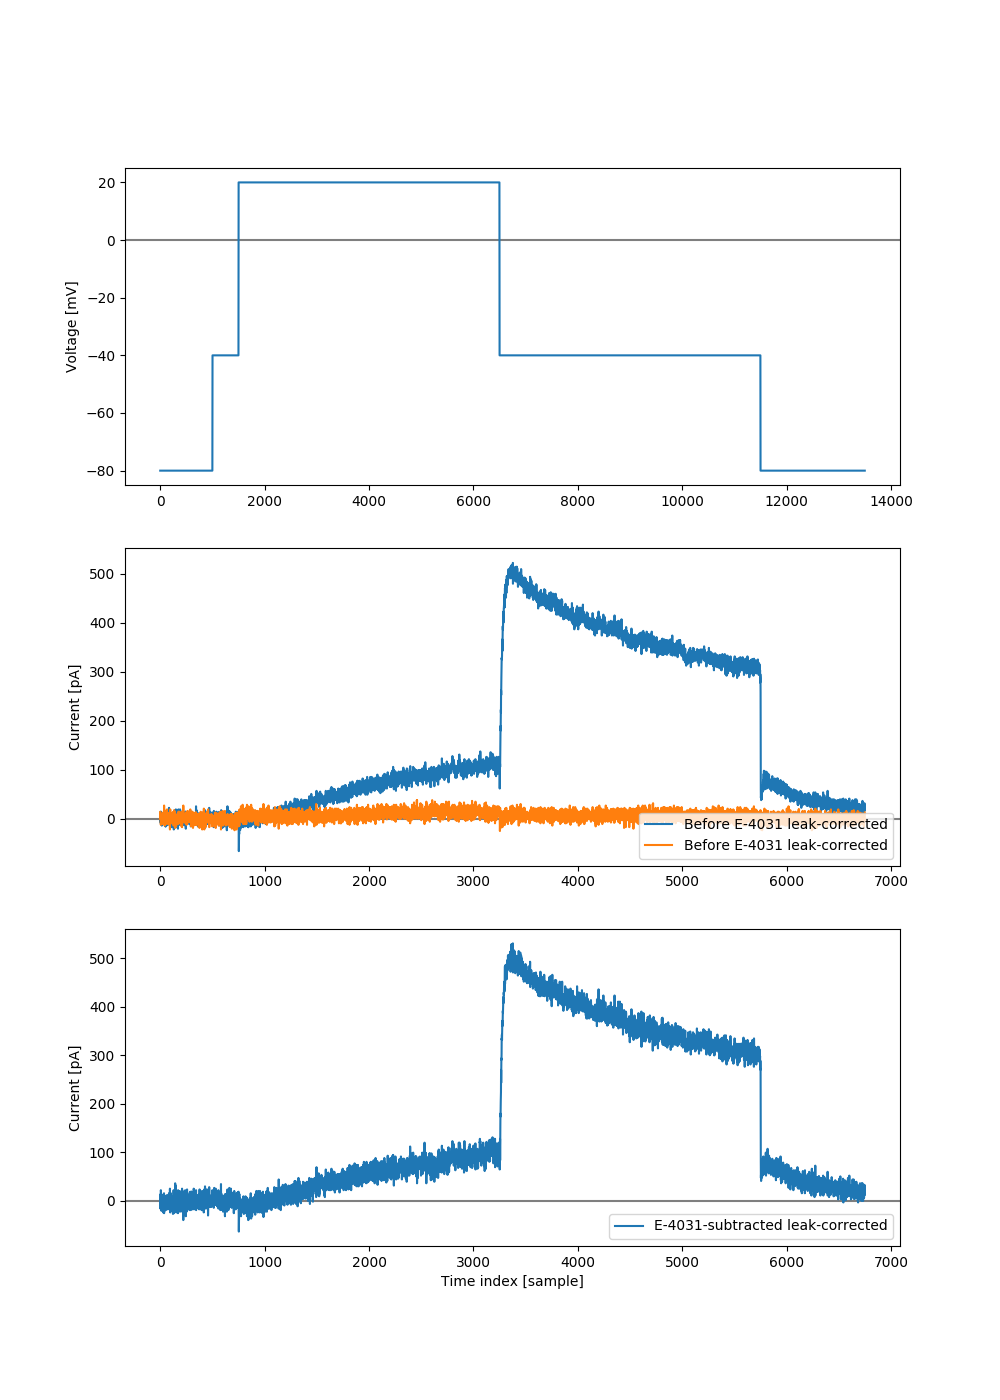 20
0
−20
−40
−60
−80
Voltage [mV]
0 2000 4000 6000 8000 10000 12000 14000
500
400
300
200
100
0
Current [pA]
Before E-4031 leak-corrected
Before E-4031 leak-corrected
0 1000 2000 3000 4000 5000 6000 7000
500
400
300
200
100
0
Current [pA]
E-4031-subtracted leak-corrected
0 1000 2000 3000 4000 5000 6000 7000
Time index [sample]